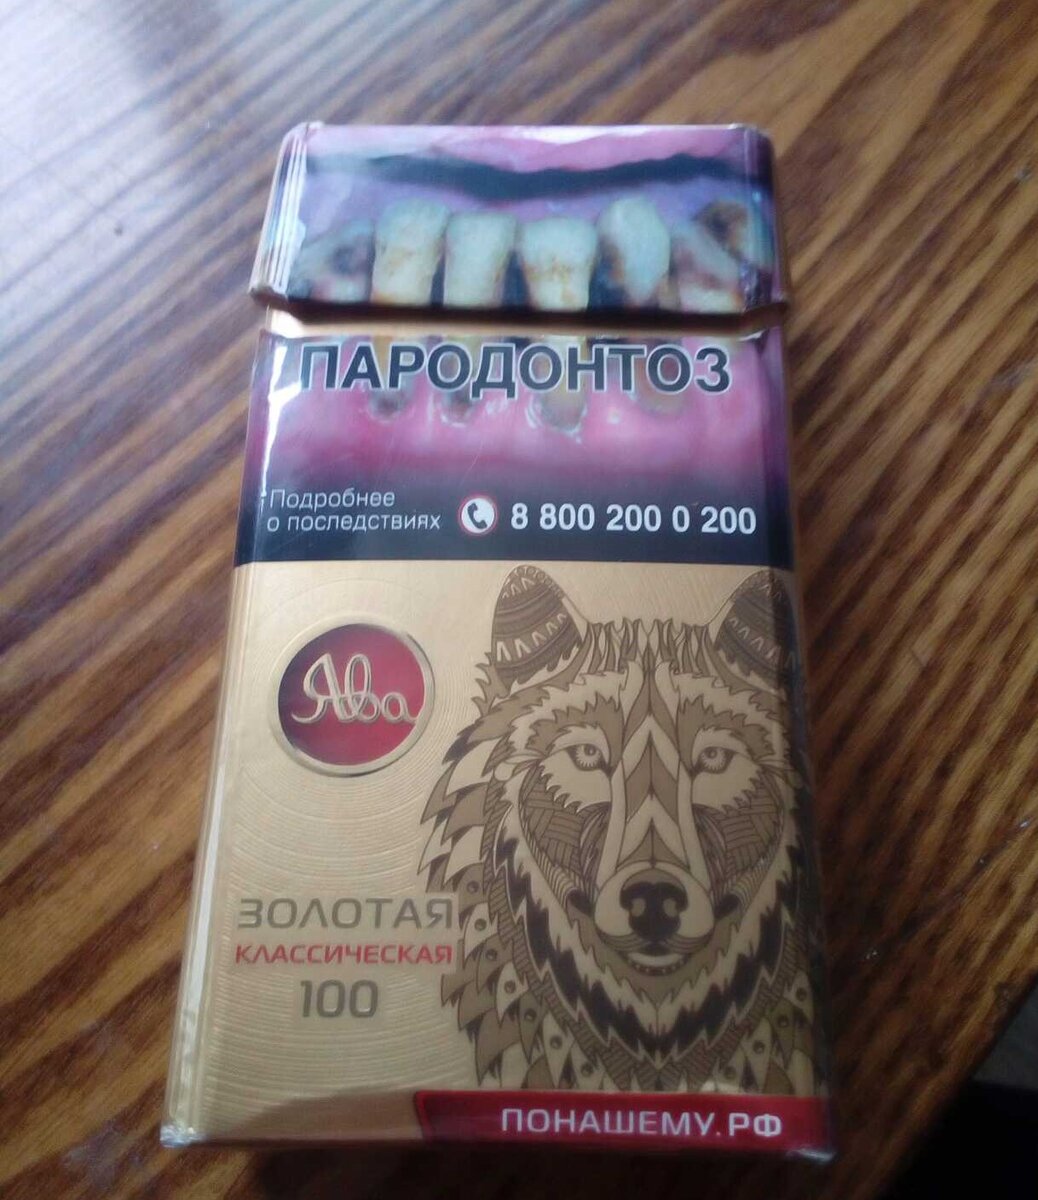 ПАРОДОНТОЗ
Подробнее
о последствиях
8 800 200 0 200
Ява
ЗОЛОТАЯ
КЛАССИЧЕСКАЯ
100
ПОНАШЕМУ.РФ